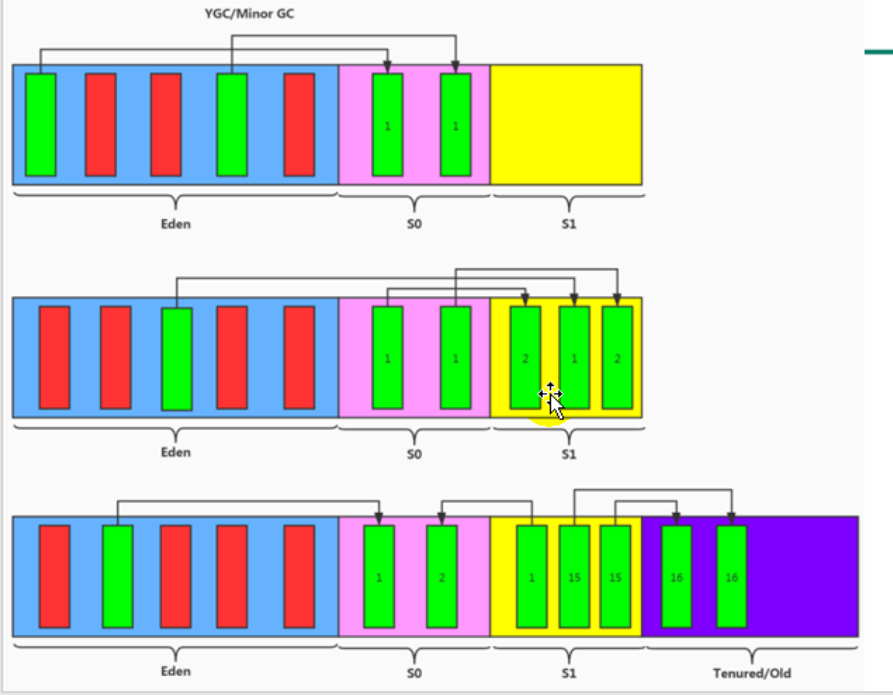 YGC/Minor GC
1 1
Eden S0 S1
1 1 2 1 2
Eden S0 S1
1 2 1 15 15 16 16
Eden S0 S1 Tenured/Old